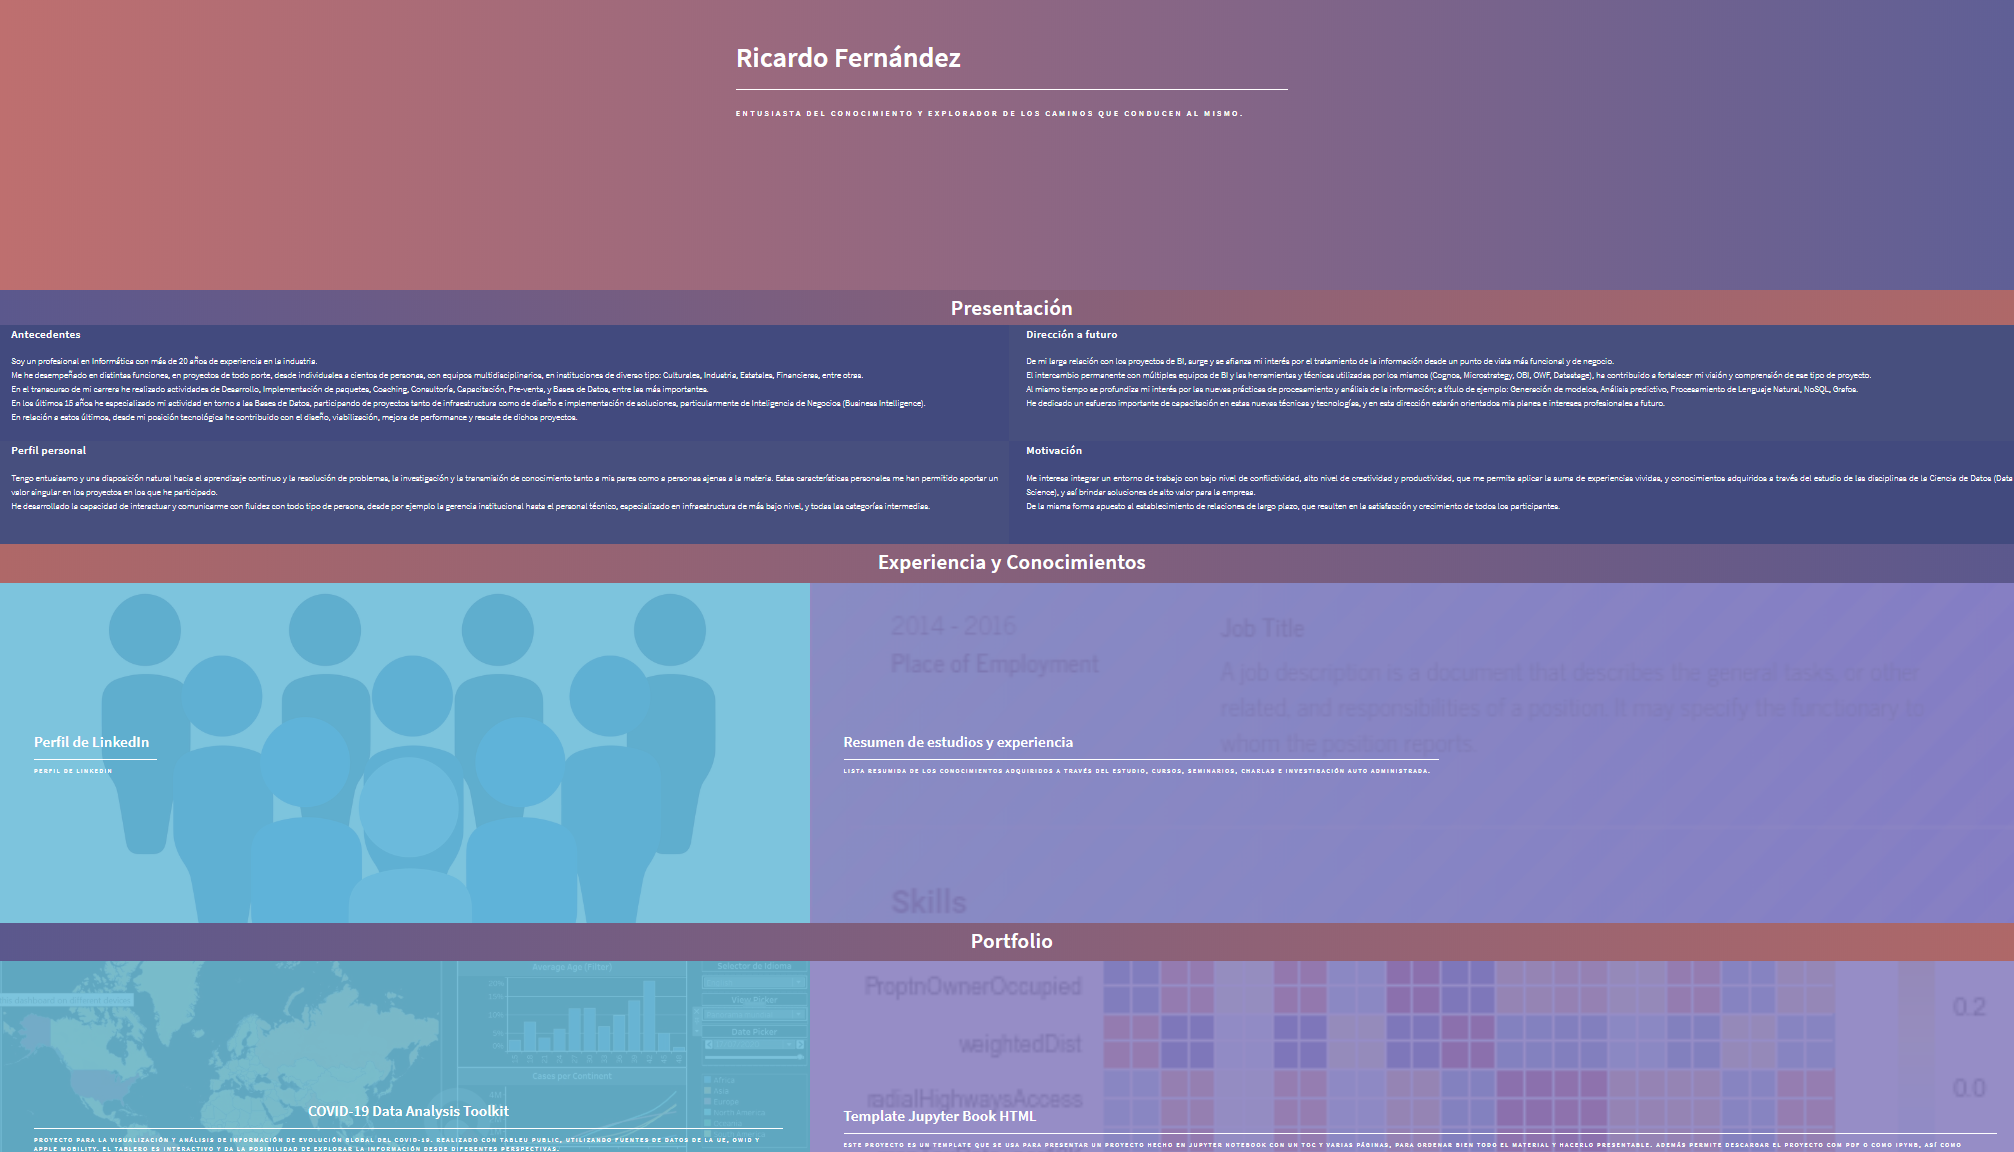 Ricardo Fernández
ENTUSIASTA DEL CONOCIMIENTO Y EXPLORADOR DE LOS CAMINOS QUE CONDUCEN AL MISMO.
Presentación
Antecedentes
Soy un profesional en Informática con más de 20 años de experiencia en la industria.
Me he desempeñado en distintas funciones, en proyectos de todo porte, desde individuales a cientos de personas, con equipos multidisciplinarios, en instituciones de diverso tipo: Culturales, Industria, Estatales, Financieras, entre otras.
En el transcurso de mi carrera he realizado actividades de Desarrollo, Implementación de paquetes, Coaching, Consultoría, Capacitación, Pre-venta, y Bases de Datos, entre las más importantes.
En los últimos 15 años he especializado mi actividad en torno a las Bases de Datos, participando de proyectos tanto de infraestructura como de diseño e implementación de soluciones, particularmente de Inteligencia de Negocios (Business Intelligence).
En relación a estos últimos, desde mi posición tecnológica he contribuido con el diseño, viabilización, mejora de performance y rescate de dichos proyectos.
Dirección a futuro
De mi larga relación con los proyectos de BI, surge y se afianza mi interés por el tratamiento de la información desde un punto de vista más funcional y de negocio.
El intercambio permanente con múltiples equipos de BI y las herramientas y técnicas utilizadas por los mismos (Cognos, Microstrategy, OBI, OWF, Datastage), ha contribuido a fortalecer mi visión y comprensión de ese tipo de proyecto.
Al mismo tiempo se profundiza mi interés por las nuevas prácticas de procesamiento y análisis de la información; a título de ejemplo: Generación de modelos, Análisis predictivo, Procesamiento de Lenguaje Natural, NoSQL, Grafos.
He dedicado un esfuerzo importante de capacitación en estas nuevas técnicas y tecnologías, y en esta dirección estarán orientados mis planes e intereses profesionales a futuro.
Perfil personal
Tengo entusiasmo y una disposición natural hacia el aprendizaje continuo y la resolución de problemas, la investigación y la transmisión de conocimiento tanto a mis pares como a personas ajenas a la materia. Estas características personales me han permitido aportar un
valor singular en los proyectos en los que he participado.
He desarrollado la capacidad de interactuar y comunicarme con fluidez con todo tipo de persona, desde por ejemplo la gerencia institucional hasta el personal técnico, especializado en infraestructura de más bajo nivel, y todas las categorías intermedias.
Motivación
Me interesa integrar un entorno de trabajo con bajo nivel de conflictividad, alto nivel de creatividad y productividad, que me permita aplicar la suma de experiencias vividas, y conocimientos adquiridos a través del estudio de las disciplinas de la Ciencia de Datos (Data
Science), y así brindar soluciones de alto valor para la empresa.
De la misma forma apuesto al establecimiento de relaciones de largo plazo, que resulten en la satisfacción y crecimiento de todos los participantes.
Experiencia y Conocimientos
Perfil de LinkedIn
PERFIL DE LINKEDIN
2014 - 2016
Place of Employment
Job Title
A job description is a document that describes the general tasks, or other
related, and responsibilities of a position. It may specify the functionary to
whom the position reports.
Resumen de estudios y experiencia
LISTA RESUMIDA DE LOS CONOCIMIENTOS ADQUIRIDOS A TRAVÉS DEL ESTUDIO, CURSOS, SEMINARIOS, CHARLAS E INVESTIGACIÓN AUTO ADMINISTRADA.
Skills
Portfolio
Average Age (Filter)
Selector de Idioma
View Picker
Date Picker
Cases por Continent
Africa
Asia
Europe
North America
Oceania
COVID-19 Data Analysis Toolkit
PROYECTO PARA LA VISUALIZACIÓN Y ANÁLISIS DE INFORMACIÓN DE EVOLUCIÓN GLOBAL DEL COVID-19. REALIZADO CON TABLEU PUBLIC, UTILIZANDO FUENTES DE DATOS DE LA UE, OWID Y
APPLE MOBILITY. EL TABLERO ES INTERACTIVO Y DA LA POSIBILIDAD DE EXPLORAR LA INFORMACIÓN DESDE DIFERENTES PERSPECTIVAS.
ProptnOwnerOccupied
weightedDist
radialHighwaysAccess
0.2
0.0
Template Jupyter Book HTML
ESTE PROYECTO ES UN TEMPLATE QUE SE USA PARA PRESENTAR UN PROYECTO HECHO EN JUPYTER NOTEBOOK CON UN TOC Y VARIAS PÁGINAS, PARA ORDENAR BIEN TODO EL MATERIAL Y HACERLO PRESENTABLE. ADEMÁS PERMITE DESCARGAR EL PROYECTO COM PDF O COMO IPYNB, ASÍ COMO